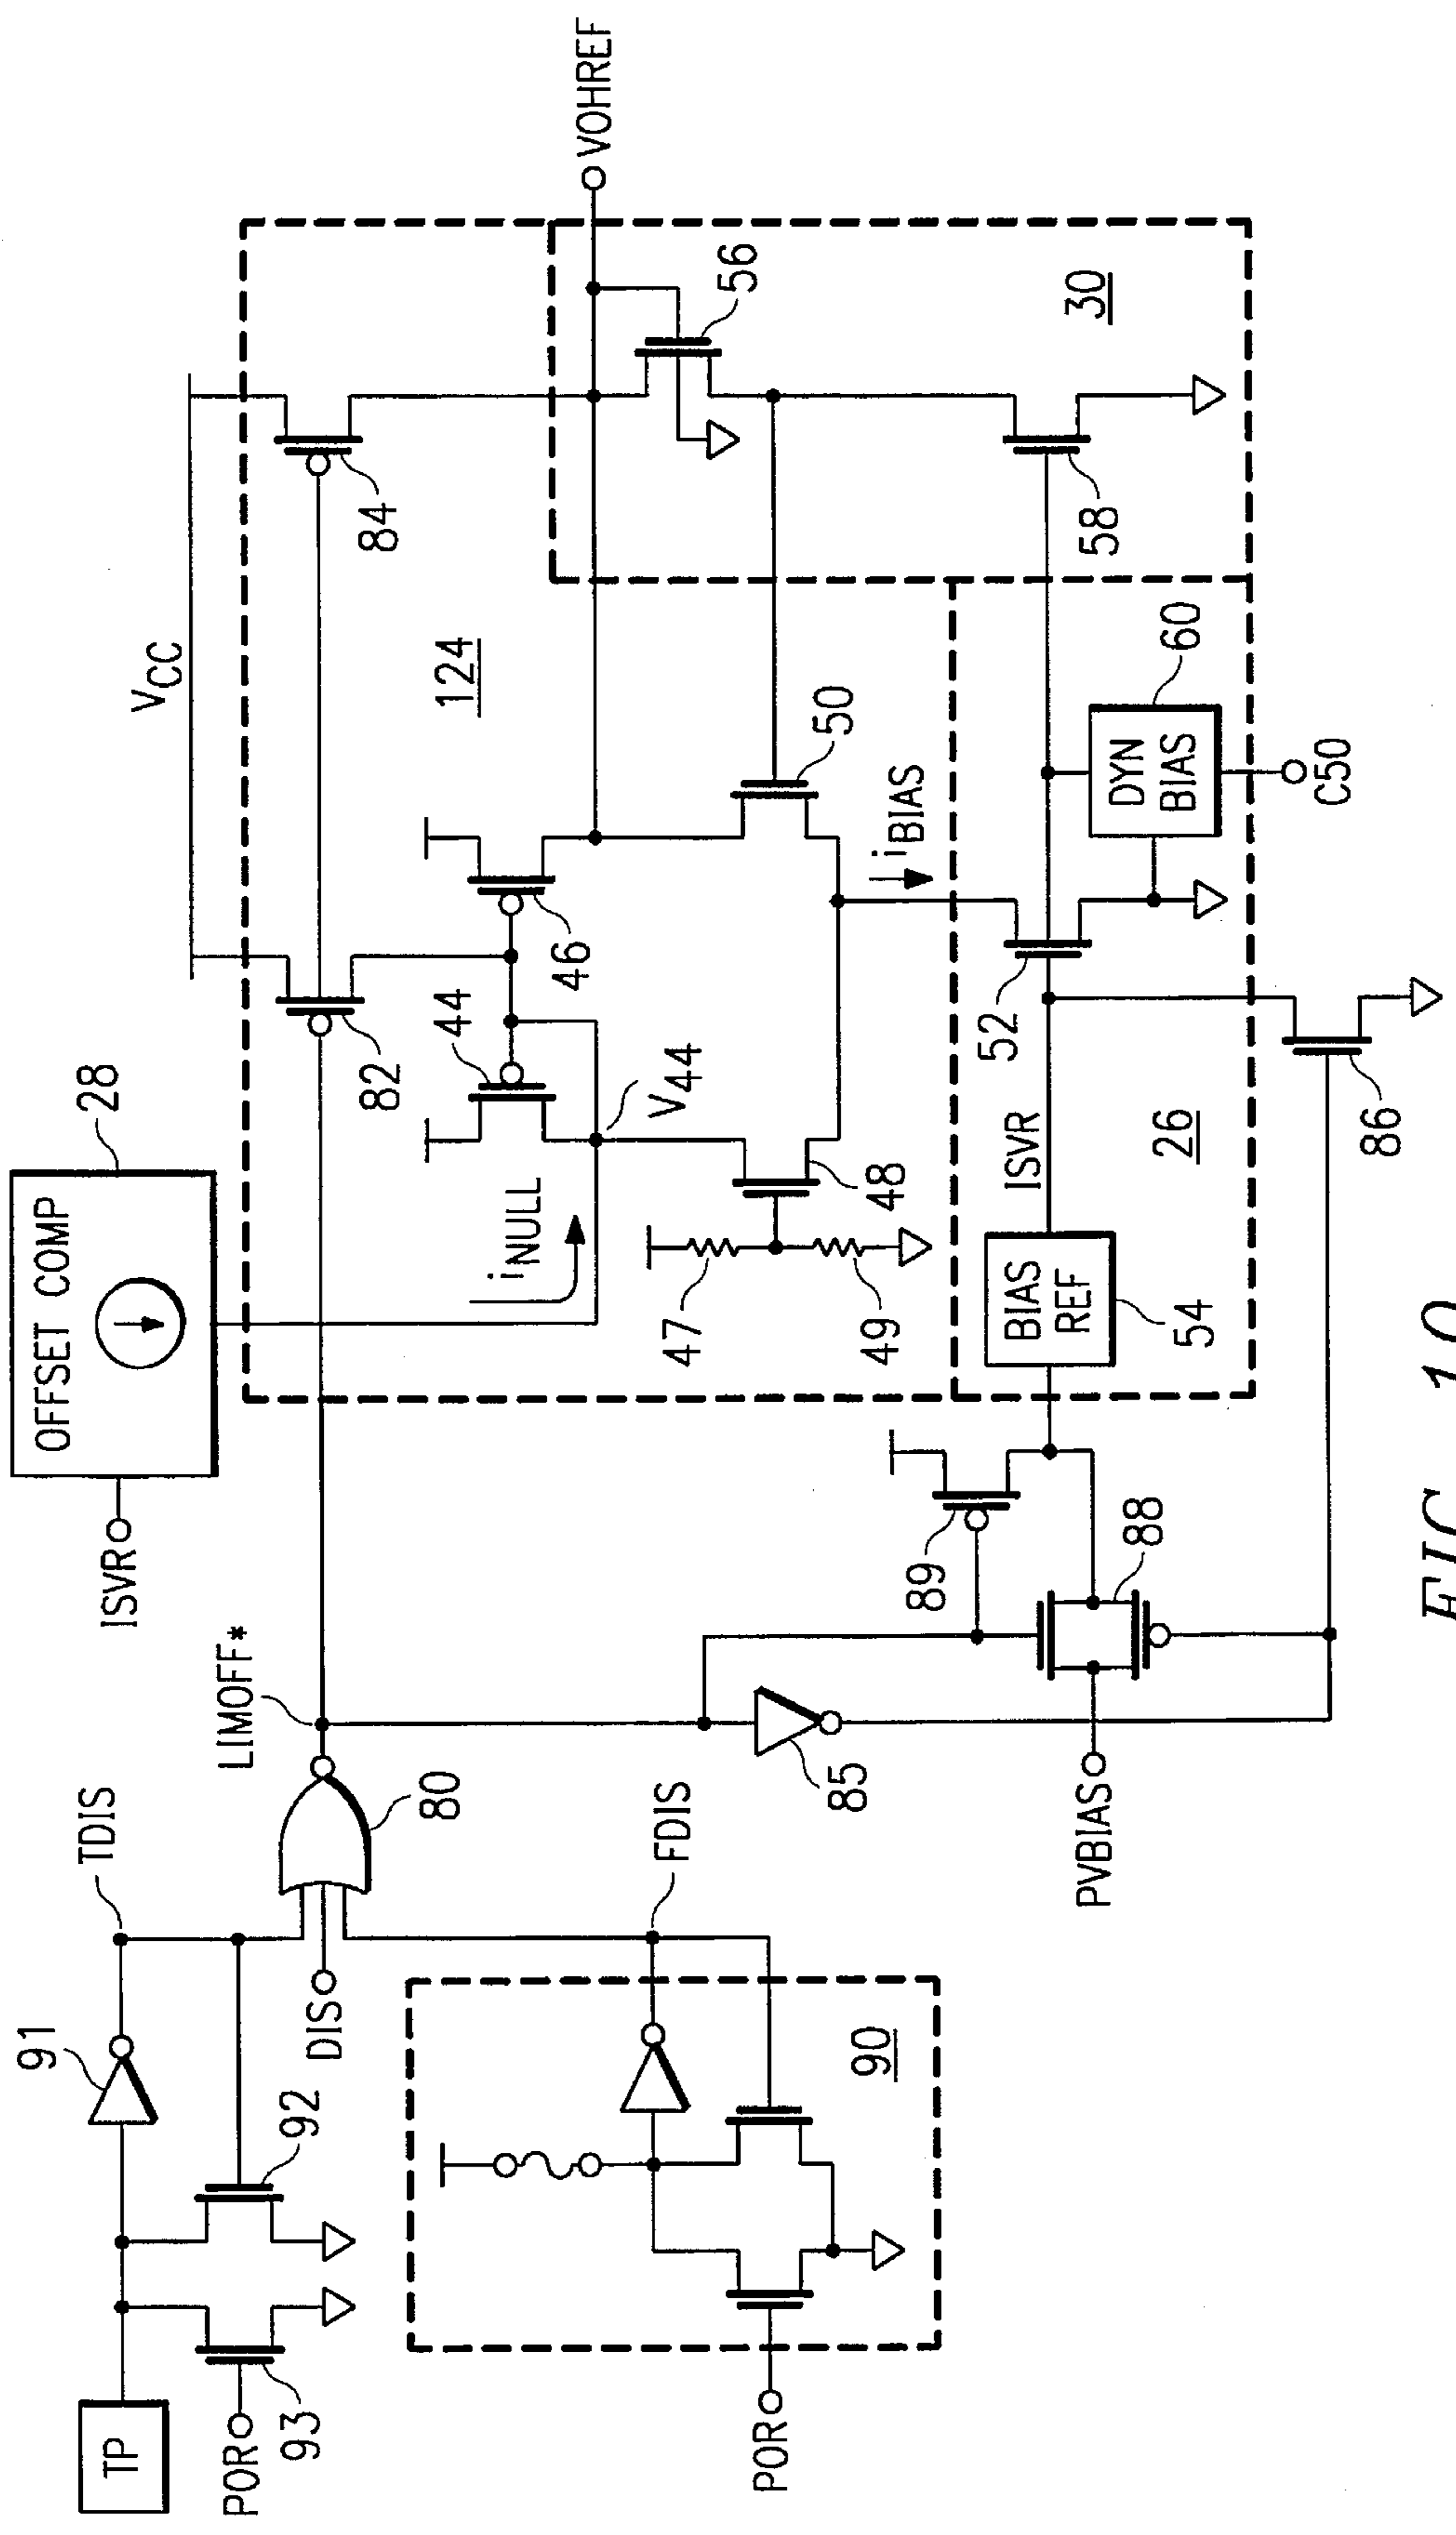 ISVR
OFFSET COMP
28
VCC
82
84
124
44
46
iNULL
V44
47
49
48
50
iBIAS
VOHREF
56
30
58
BIAS
REF
54
ISVR
26
52
DYN
BIAS
60
C50
86
TP
POR
93
92
91
TDIS
DIS
80
LIMOFF*
POR
90
FDIS
85
PVBIAS
88
89
FIG. 10